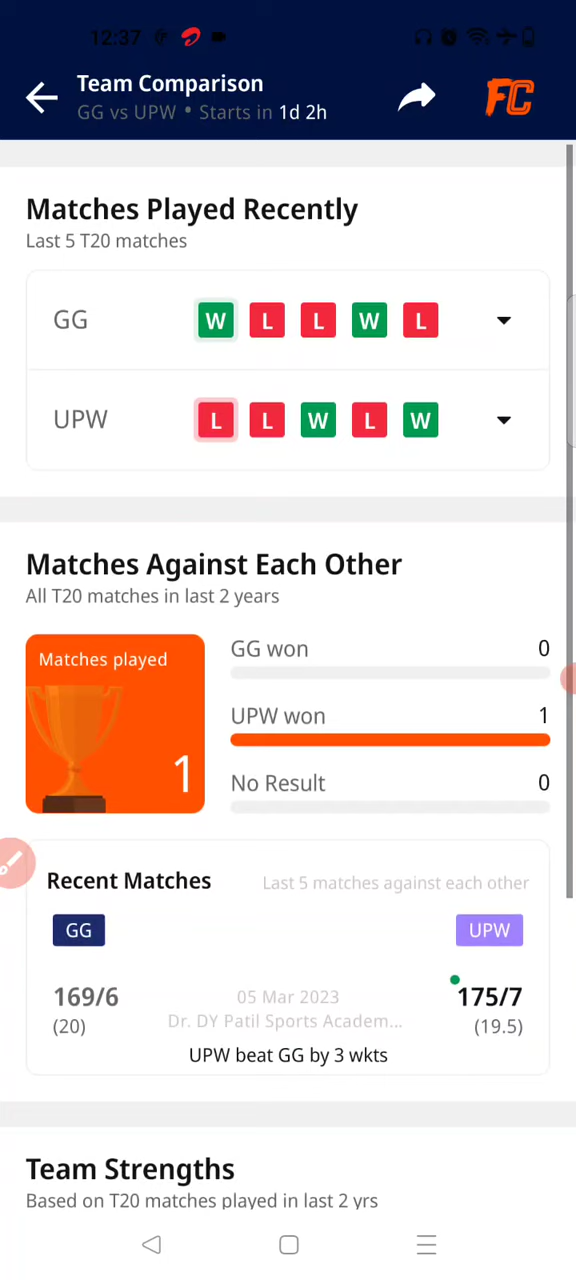 12:37
Team Comparison
GG vs UPW • Starts in 1d 2h
FC
Matches Played Recently
Last 5 T20 matches
GG W L L W L
UPW L L W L W
Matches Against Each Other
All T20 matches in last 2 years
Matches played
1
GG won 0
UPW won 1
No Result 0
Recent Matches Last 5 matches against each other
GG UPW
169/6 05 Mar 2023 175/7
(20) Dr. DY Patil Sports Academ... (19.5)
UPW beat GG by 3 wkts
Team Strengths
Based on T20 matches played in last 2 yrs